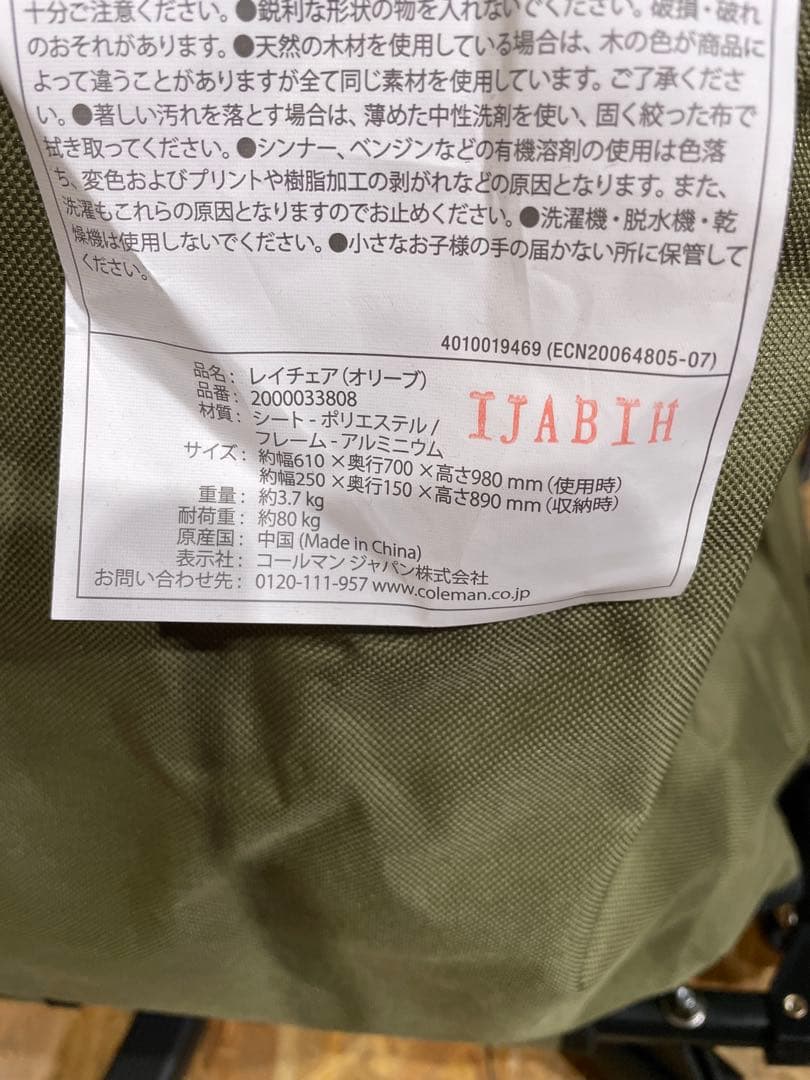 十分ご注意ください。●鋭利な形状の物を入れないでください。破損・破れ
のおそれがあります。●天然の木材を使用している場合は、木の色が商品に
よって違うことがありますが全て同じ素材を使用しています。ご了承くださ
い。●著しい汚れを落とす場合は、薄めた中性洗剤を使い、固く絞った布で
拭き取ってください。●シンナー、ベンジンなどの有機溶剤の使用は色落
ち、変色およびプリントや樹脂加工の剥がれなどの原因となります。また、
洗濯もこれらの原因となりますのでお止めください。●洗濯機・脱水機・乾
燥機は使用しないでください。●小さなお子様の手の届かない所に保管して
ください。
4010019469 (ECN20064805-07)
品名: レイチェア(オリーブ)
品番: 2000033808
材質: シート - ポリエステル /
フレーム - アルミニウム
サイズ: 約幅610×奥行700×高さ980 mm (使用時)
約幅250×奥行150×高さ890 mm (収納時)
重量: 約3.7 kg
耐荷重: 約80 kg
原産国: 中国 (Made in China)
表示社: コールマン ジャパン株式会社
お問い合わせ先: 0120-111-957 www.coleman.co.jp
IJABIH